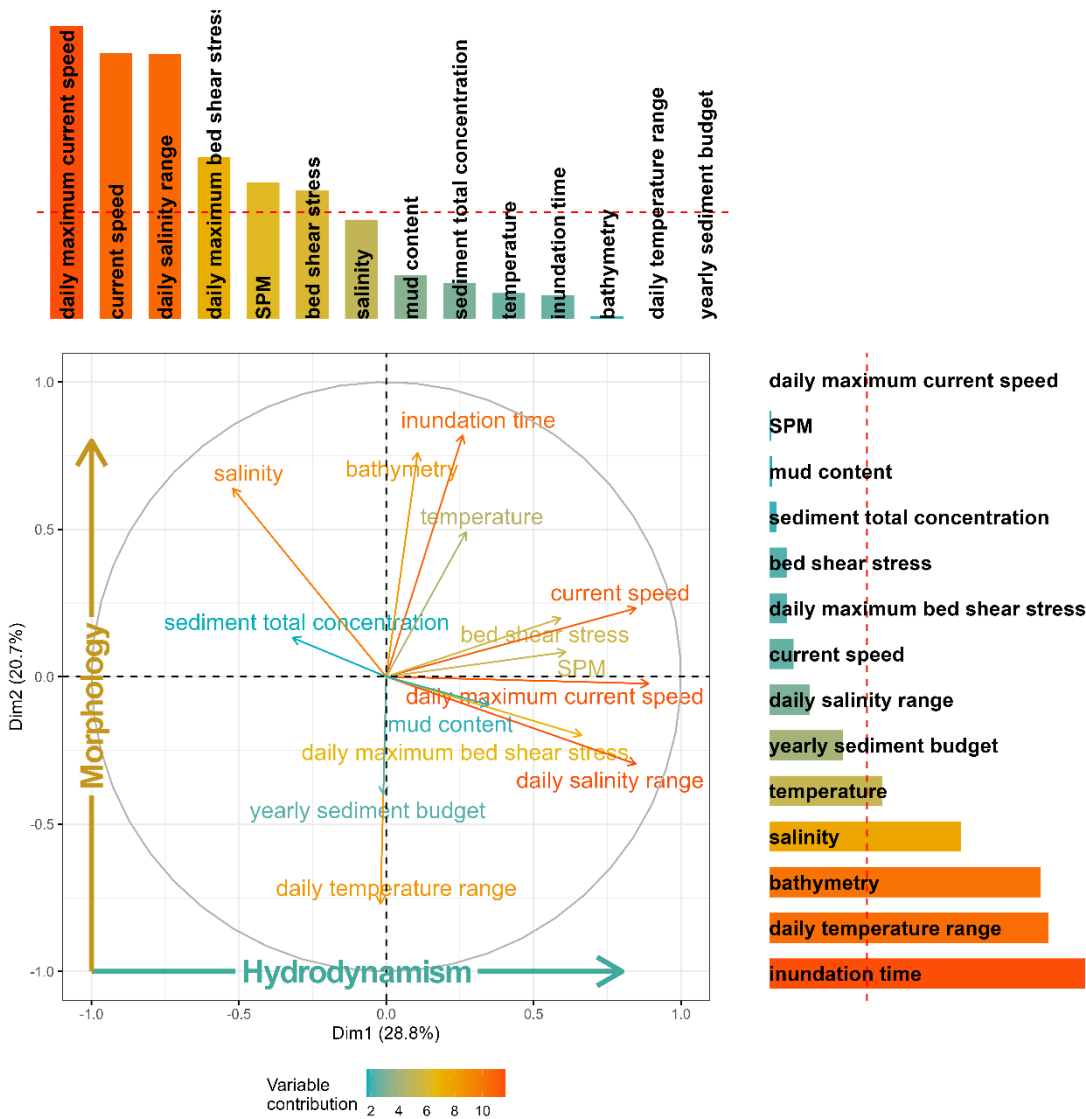 daily maximum current speed
current speed
daily salinity range
daily maximum bed shear stress
SPM
bed shear stress
salinity
mud content
sediment total concentration
temperature
inundation time
bathymetry
daily temperature range
yearly sediment budget
1.0
0.5
0.0
-0.5
-1.0
Dim2 (20.7%)
Morphology
inundation time
bathymetry
salinity
temperature
current speed
sediment total concentration
bed shear stress
SPM
daily maximum current speed
mud content
daily maximum bed shear stress
daily salinity range
yearly sediment budget
daily temperature range
Hydrodynamism
-1.0 -0.5 0.0 0.5 1.0
Dim1 (28.8%)
daily maximum current speed
SPM
mud content
sediment total concentration
bed shear stress
daily maximum bed shear stress
current speed
daily salinity range
yearly sediment budget
temperature
salinity
bathymetry
daily temperature range
inundation time
Variable
contribution
2 4 6 8 10